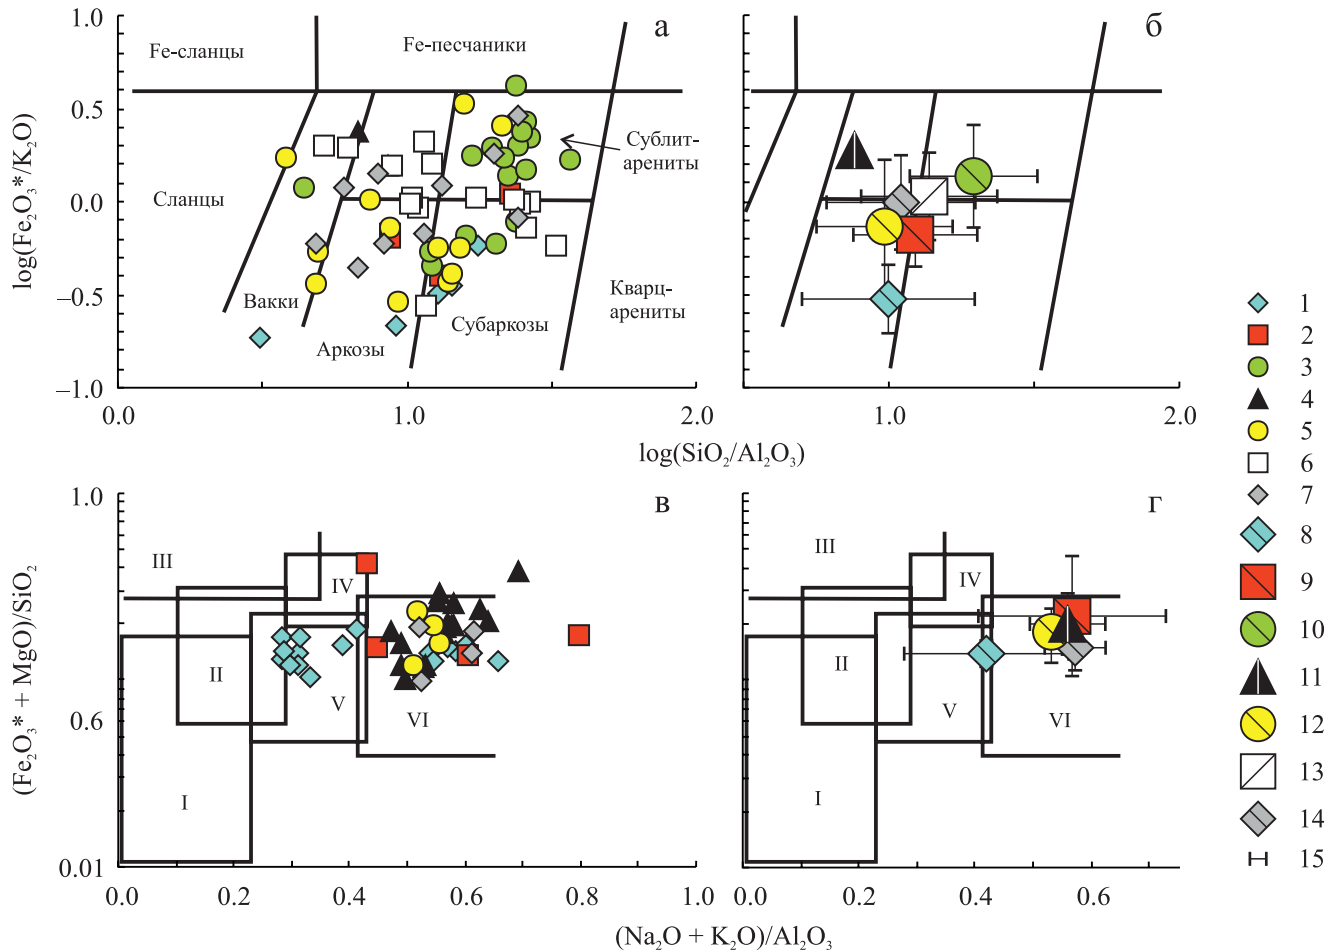 а
1.0
0.5
0.0
–0.5
–1.0
log(Fe₂O₃*/K₂O)
Fe-сланцы
Fe-песчаники
Сланцы
Сублит-
арениты
Вакки
Аркозы
Субаркозы
Кварц-
арениты
0.0
1.0
2.0
б
1.0
2.0
log(SiO₂/Al₂O₃)
в
1.0
0.6
0.01
(Fe₂O₃* + MgO)/SiO₂
III
IV
II
V
VI
I
0.0
0.2
0.4
0.6
0.8
1.0
г
III
IV
II
V
VI
I
0.0
0.2
0.4
0.6
(Na₂O + K₂O)/Al₂O₃
1
2
3
4
5
6
7
8
9
10
11
12
13
14
15